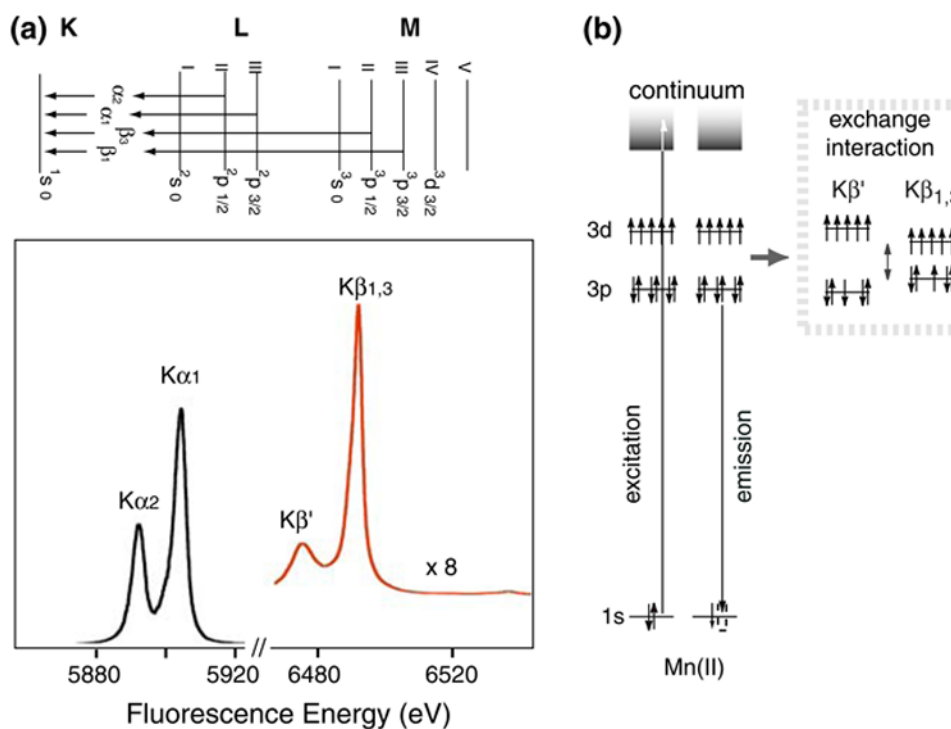 (a) K L M
I II III I II III IV V
α2
α1
β3
β1
1s0 2s0 2p1/2 2p3/2 3s0 3p1/2 3p3/2 3d3/2
Kβ1,3
Kα1
Kα2
Kβ'
x 8
5880 5920 // 6480 6520
Fluorescence Energy (eV)
(b)
continuum
exchange
interaction
Kβ' Kβ1,3
3d
3p
excitation
emission
1s
Mn(II)